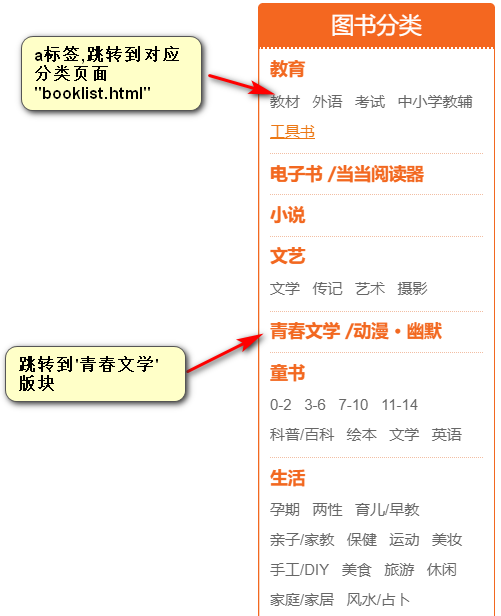 图书分类
a标签,跳转到对应
分类页面
"booklist.html"
教育
教材 外语 考试 中小学教辅
工具书
电子书 /当当阅读器
小说
文艺
文学 传记 艺术 摄影
青春文学 /动漫·幽默
跳转到'青春文学'
版块
童书
0-2 3-6 7-10 11-14
科普/百科 绘本 文学 英语
生活
孕期 两性 育儿/早教
亲子/家教 保健 运动 美妆
手工/DIY 美食 旅游 休闲
家庭/家居 风水/占卜